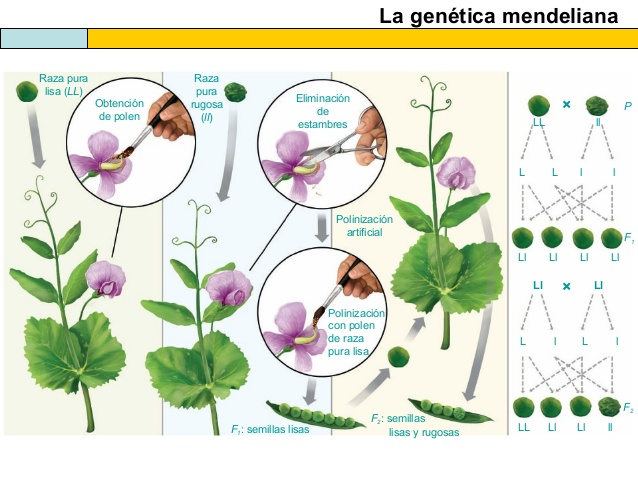 La genética mendeliana
Raza pura
lisa (LL)
Obtención
de polen
Raza
pura
rugosa
(ll)
Eliminación
de
estambres
Polinización
artificial
Polinización
con polen
de raza
pura lisa
F1: semillas lisas
F2: semillas
lisas y rugosas
× P
LL ll
L L l l
F1
Ll Ll Ll Ll
Ll × Ll
L l L l
F2
LL Ll Ll ll